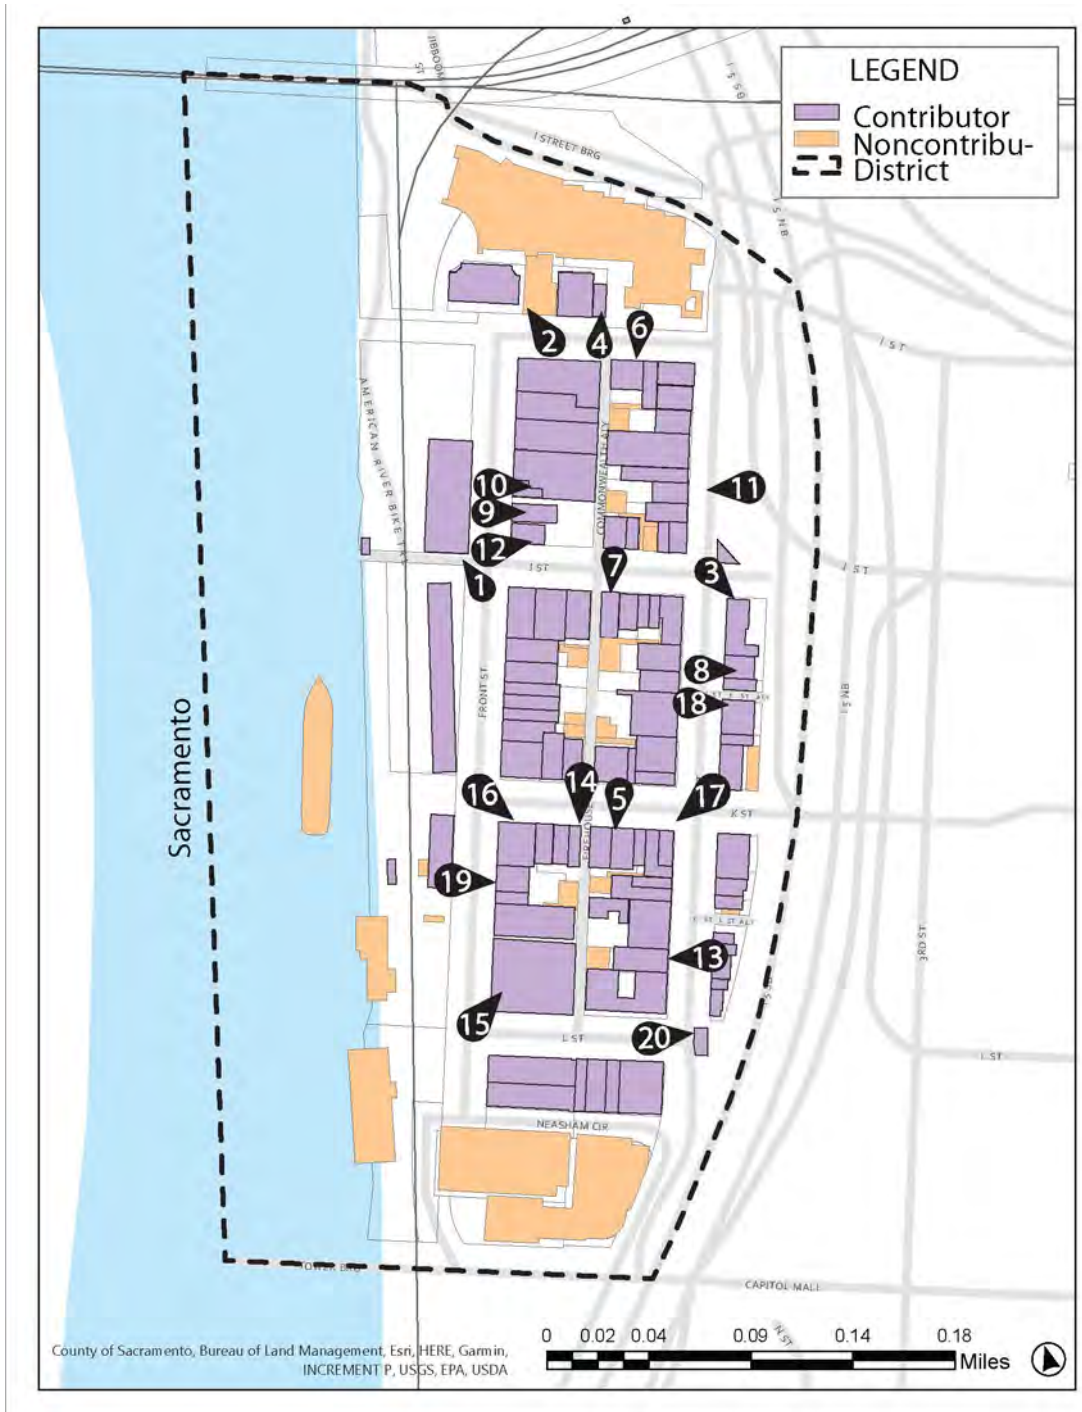 LEGEND
Contributor
Noncontribu-
District
JIBBOOM
ST
I 5 SB
I STREET BRG
I 5 NB
I ST
2
4
6
AMERICAN RIVER BIKE TRL
COMMONWEALTH ALY
10
9
12
11
7
3
1
J ST
J ST
FRONT ST
8
18
I 5 NB
Sacramento
16
14
5
17
K ST
FIREHOUSE
19
13
3RD ST
I 5 SB
15
L ST
20
L ST
NEASHAM CIR
TOWER BRG
CAPITOL MALL
N ST
0 0.02 0.04 0.09 0.14 0.18
Miles
County of Sacramento, Bureau of Land Management, Esri, HERE, Garmin,
INCREMENT P, USGS, EPA, USDA